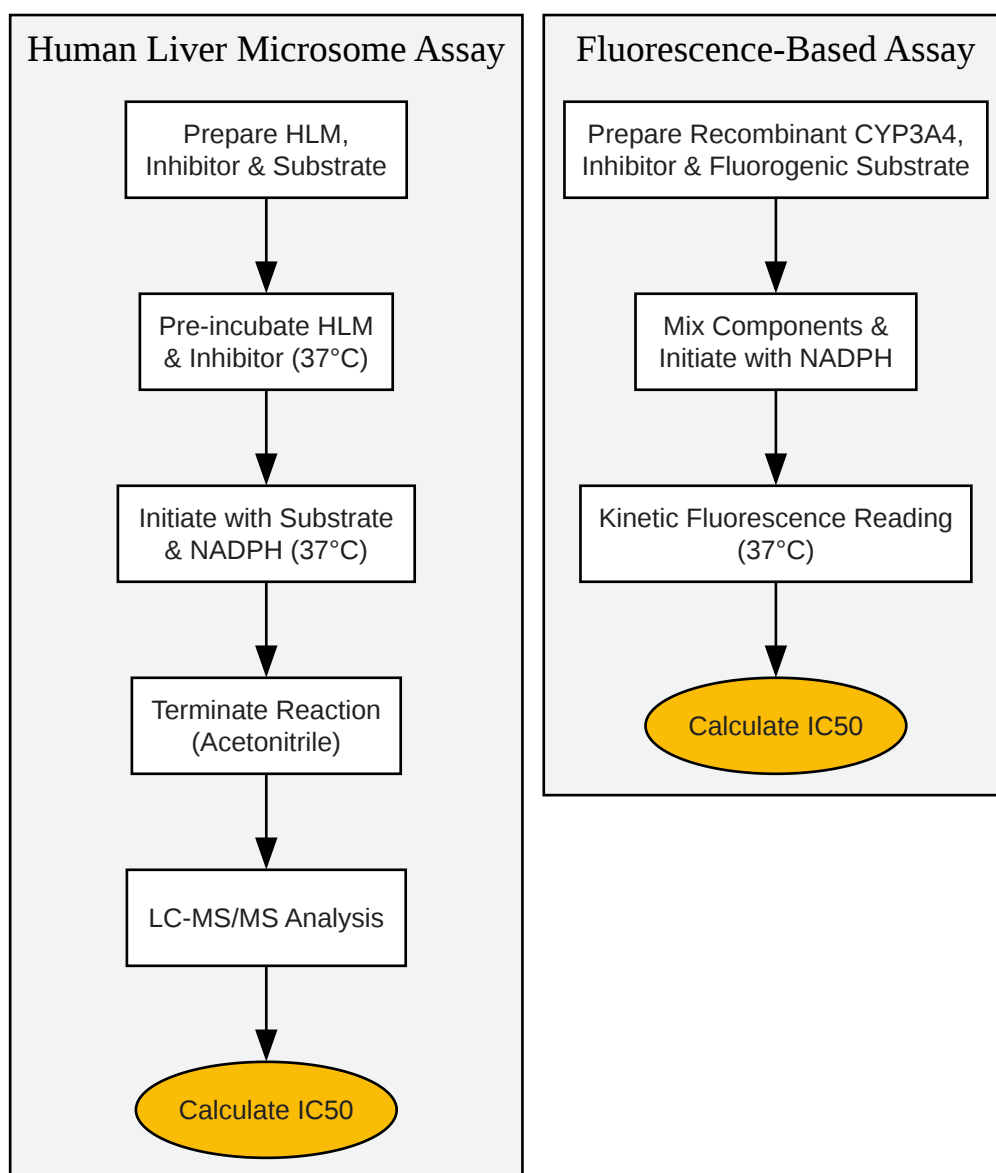 Human Liver Microsome Assay
Prepare HLM,
Inhibitor & Substrate
Pre-incubate HLM
& Inhibitor (37°C)
Initiate with Substrate
& NADPH (37°C)
Terminate Reaction
(Acetonitrile)
LC-MS/MS Analysis
Calculate IC50
Fluorescence-Based Assay
Prepare Recombinant CYP3A4,
Inhibitor & Fluorogenic Substrate
Mix Components &
Initiate with NADPH
Kinetic Fluorescence Reading
(37°C)
Calculate IC50